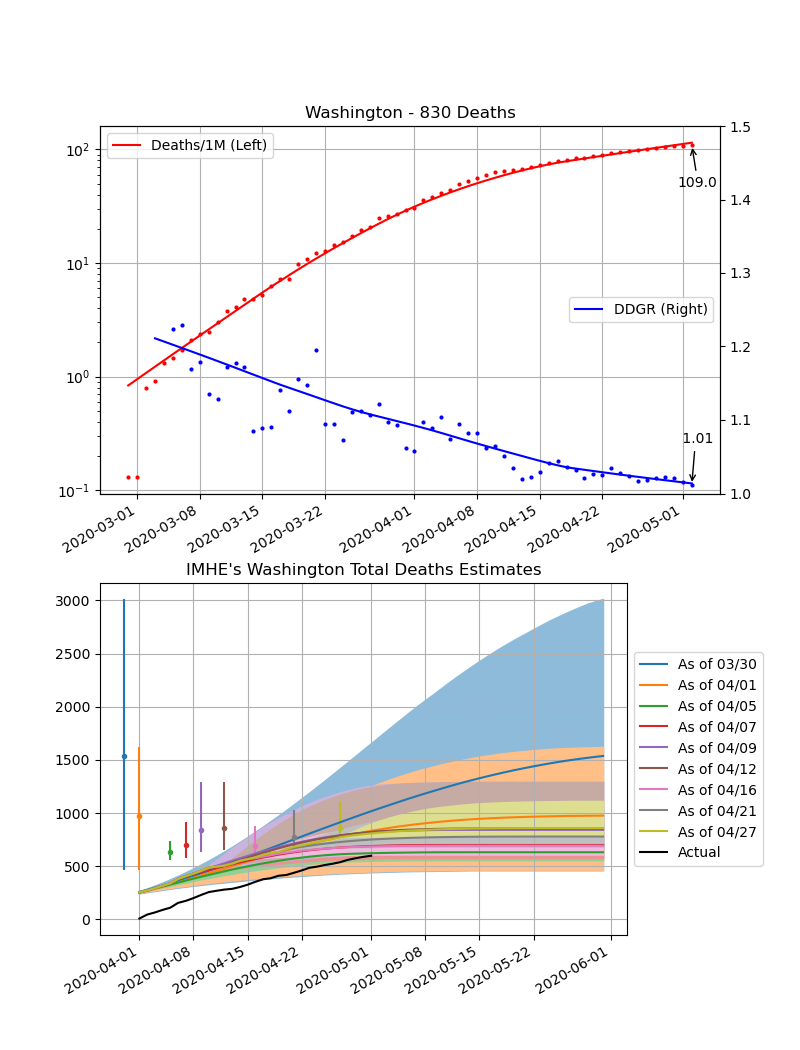 Washington - 830 Deaths
Deaths/1M (Left)
DDGR (Right)
109.0
1.01
10²
10¹
10⁰
10⁻¹
1.5
1.4
1.3
1.2
1.1
1.0
2020-03-01
2020-03-08
2020-03-15
2020-03-22
2020-04-01
2020-04-08
2020-04-15
2020-04-22
2020-05-01
IMHE's Washington Total Deaths Estimates
3000
2500
2000
1500
1000
500
0
2020-04-01
2020-04-08
2020-04-15
2020-04-22
2020-05-01
2020-05-08
2020-05-15
2020-05-22
2020-06-01
As of 03/30
As of 04/01
As of 04/05
As of 04/07
As of 04/09
As of 04/12
As of 04/16
As of 04/21
As of 04/27
Actual